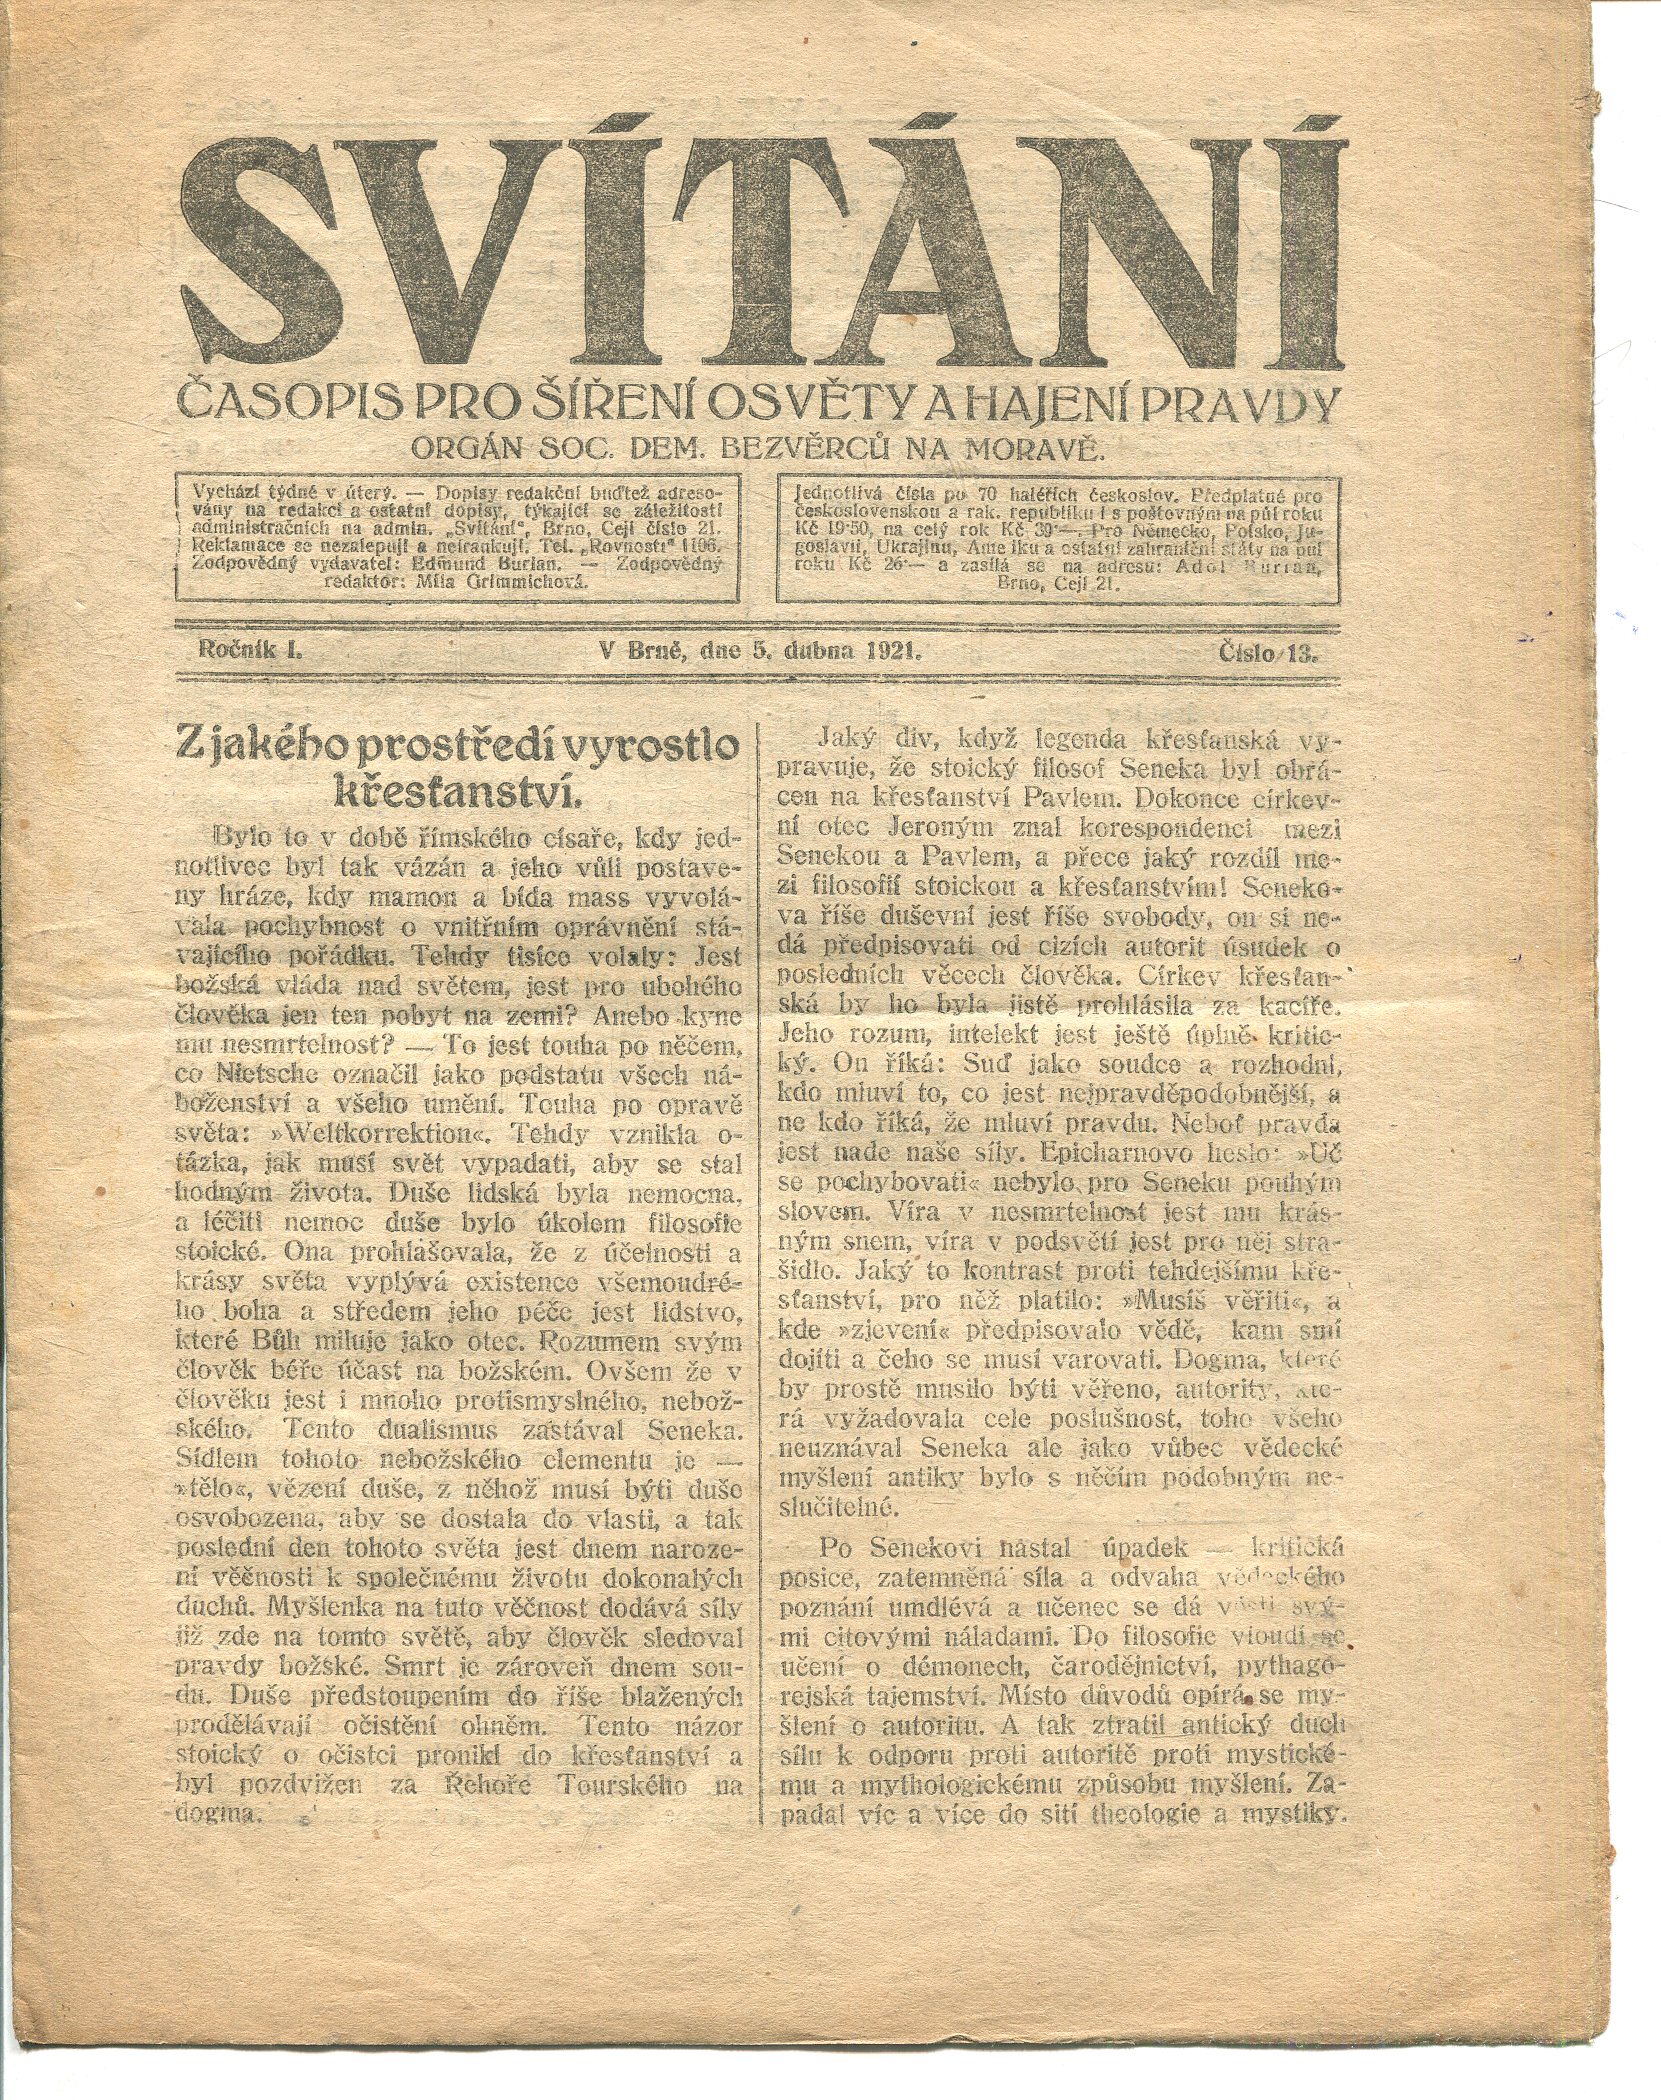 SVÍTÁNÍ
ČASOPIS PRO ŠÍŘENÍ OSVĚTY A HAJENÍ PRAVDY
ORGÁN SOC. DEM. BEZVĚRCŮ NA MORAVĚ.
Vychází týdně v úterý. — Dopisy redakční buďtež adreso-
vány na redakci a ostatní dopisy, týkající se záležitostí
administračních na admin. „Svítání“, Brno, Cejl číslo 21.
Reklamace se nezalepují a nefrankují. Tel. „Rovnosti“ 1106.
Zodpovědný vydavatel: Edmund Burian. — Zodpovědný
redaktor: Míla Grimmichová.
Jednotlivá čísla po 70 haléřích českoslov. Předplatné pro
československou a rak. republiku i s poštovným na půl roku
Kč 19·50, na celý rok Kč 39·—. Pro Německo, Polsko, Ju-
goslavii, Ukrajinu, Ameriku a ostatní zahraniční státy na půl
roku Kč 26·— a zasílá se na adresu: Adolf Burian,
Brno, Cejl 21.
Ročník I. V Brně, dne 5. dubna 1921. Číslo 13.
Z jakého prostředí vyrostlo
křesťanství.
Bylo to v době římského císaře, kdy jed-
notlivec byl tak vázán a jeho vůli postave-
ny hráze, kdy mamon a bída mass vyvolá-
vala pochybnost o vnitřním oprávnění stá-
vajícího pořádku. Tehdy tisíce volaly: Jest
božská vláda nad světem, jest pro ubohého
člověka jen ten pobyt na zemi? Anebo kyne
mu nesmrtelnost? — To jest touha po něčem,
co Nietsche označil jako podstatu všech ná-
boženství a všeho umění. Touha po opravě
světa: »Weltkorrektion«. Tehdy vznikla o-
tázka, jak musí svět vypadati, aby se stal
hodným života. Duše lidská byla nemocna,
a léčiti nemoc duše bylo úkolem filosofie
stoické. Ona prohlašovala, že z účelnosti a
krásy světa vyplývá existence všemoudré-
ho boha a středem jeho péče jest lidstvo,
které Bůh miluje jako otec. Rozumem svým
člověk béře účast na božském. Ovšem že v
člověku jest i mnoho protismyslného, nebož-
ského. Tento dualismus zastával Seneka.
Sídlem tohoto nebožského elementu je —
»tělo«, vězení duše, z něhož musí býti duše
osvobozena, aby se dostala do vlasti, a tak
poslední den tohoto světa jest dnem naroze-
ní věčnosti k společnému životu dokonalých
duchů. Myšlenka na tuto věčnost dodává síly
již zde na tomto světě, aby člověk sledoval
pravdy božské. Smrt je zároveň dnem sou-
du. Duše předstoupením do říše blažených
prodělávají očistění ohněm. Tento názor
stoický o očistci pronikl do křesťanství a
byl pozdvižen za Řehoře Tourského na
dogma.
Jaký div, když legenda křesťanská vy-
pravuje, že stoický filosof Seneka byl obrá-
cen na křesťanství Pavlem. Dokonce církev-
ní otec Jeroným znal korespondenci mezi
Senekou a Pavlem, a přece jaký rozdíl me-
zi filosofií stoickou a křesťanstvím! Seneko-
va říše duševní jest říše svobody, on si ne-
dá předpisovati od cizích autorit úsudek o
posledních věcech člověka. Církev křesťan-
ská by ho byla jistě prohlásila za kacíře.
Jeho rozum, intelekt jest ještě úplně kritic-
ký. On říká: Suď jako soudce a rozhodni,
kdo mluví to, co jest nejpravděpodobnější, a
ne kdo říká, že mluví pravdu. Neboť pravda
jest nade naše síly. Epicharnovo heslo: »Uč
se pochybovati« nebylo pro Seneku pouhým
slovem. Víra v nesmrtelnost jest mu krás-
ným snem, víra v podsvětí jest pro něj stra-
šidlo. Jaký to kontrast proti tehdejšímu kře-
sťanství, pro něž platilo: »Musíš věřiti«, a
kde »zjevení« předpisovalo vědě, kam smí
dojíti a čeho se musí varovati. Dogma, které
by prostě musilo býti věřeno, autority, kte-
rá vyžadovala cele poslušnost, toho všeho
neuznával Seneka ale jako vůbec vědecké
myšlení antiky bylo s něčím podobným ne-
slučitelné.
Po Senekovi nastal úpadek — kritická
posice, zatemněná síla a odvaha vědeckého
poznání umdlévá a učenec se dá vésti svý-
mi citovými náladami. Do filosofie vloudí se
učení o démonech, čarodějnictví, pythago-
rejská tajemství. Místo důvodů opírá se my-
šlení o autoritu. A tak ztratil antický duch
sílu k odporu proti autoritě proti mystické-
mu a mythologickému způsobu myšlení. Za-
padal víc a více do sítí theologie a mystiky.